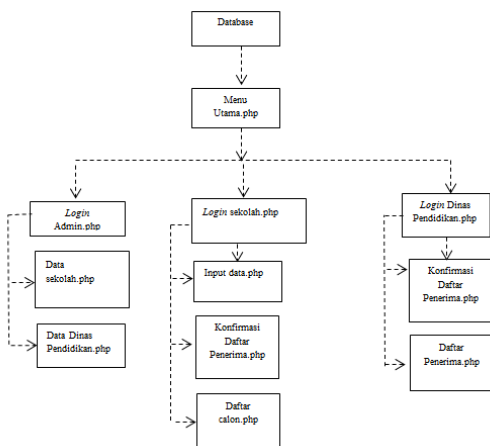 Database
Menu
Utama.php
Login
Admin.php
Login sekolah.php
Login Dinas
Pendidikan.php
Data
sekolah.php
Input data.php
Konfirmasi
Daftar
Penerima.php
Data Dinas
Pendidikan.php
Konfirmasi
Daftar
Penerima.php
Daftar
Penerima.php
Daftar
calon.php